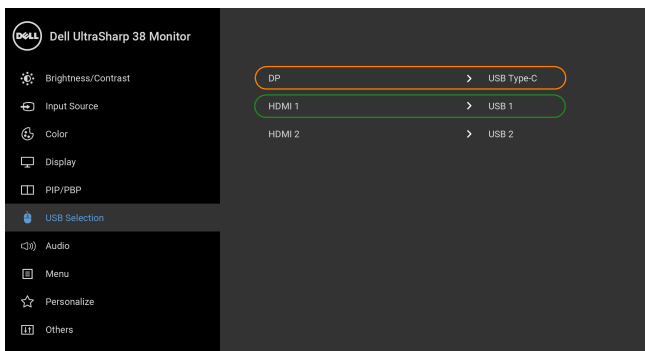 DELL Dell UltraSharp 38 Monitor
Brightness/Contrast
Input Source
Color
Display
PIP/PBP
USB Selection
Audio
Menu
Personalize
Others
DP > USB Type-C
HDMI 1 > USB 1
HDMI 2 > USB 2